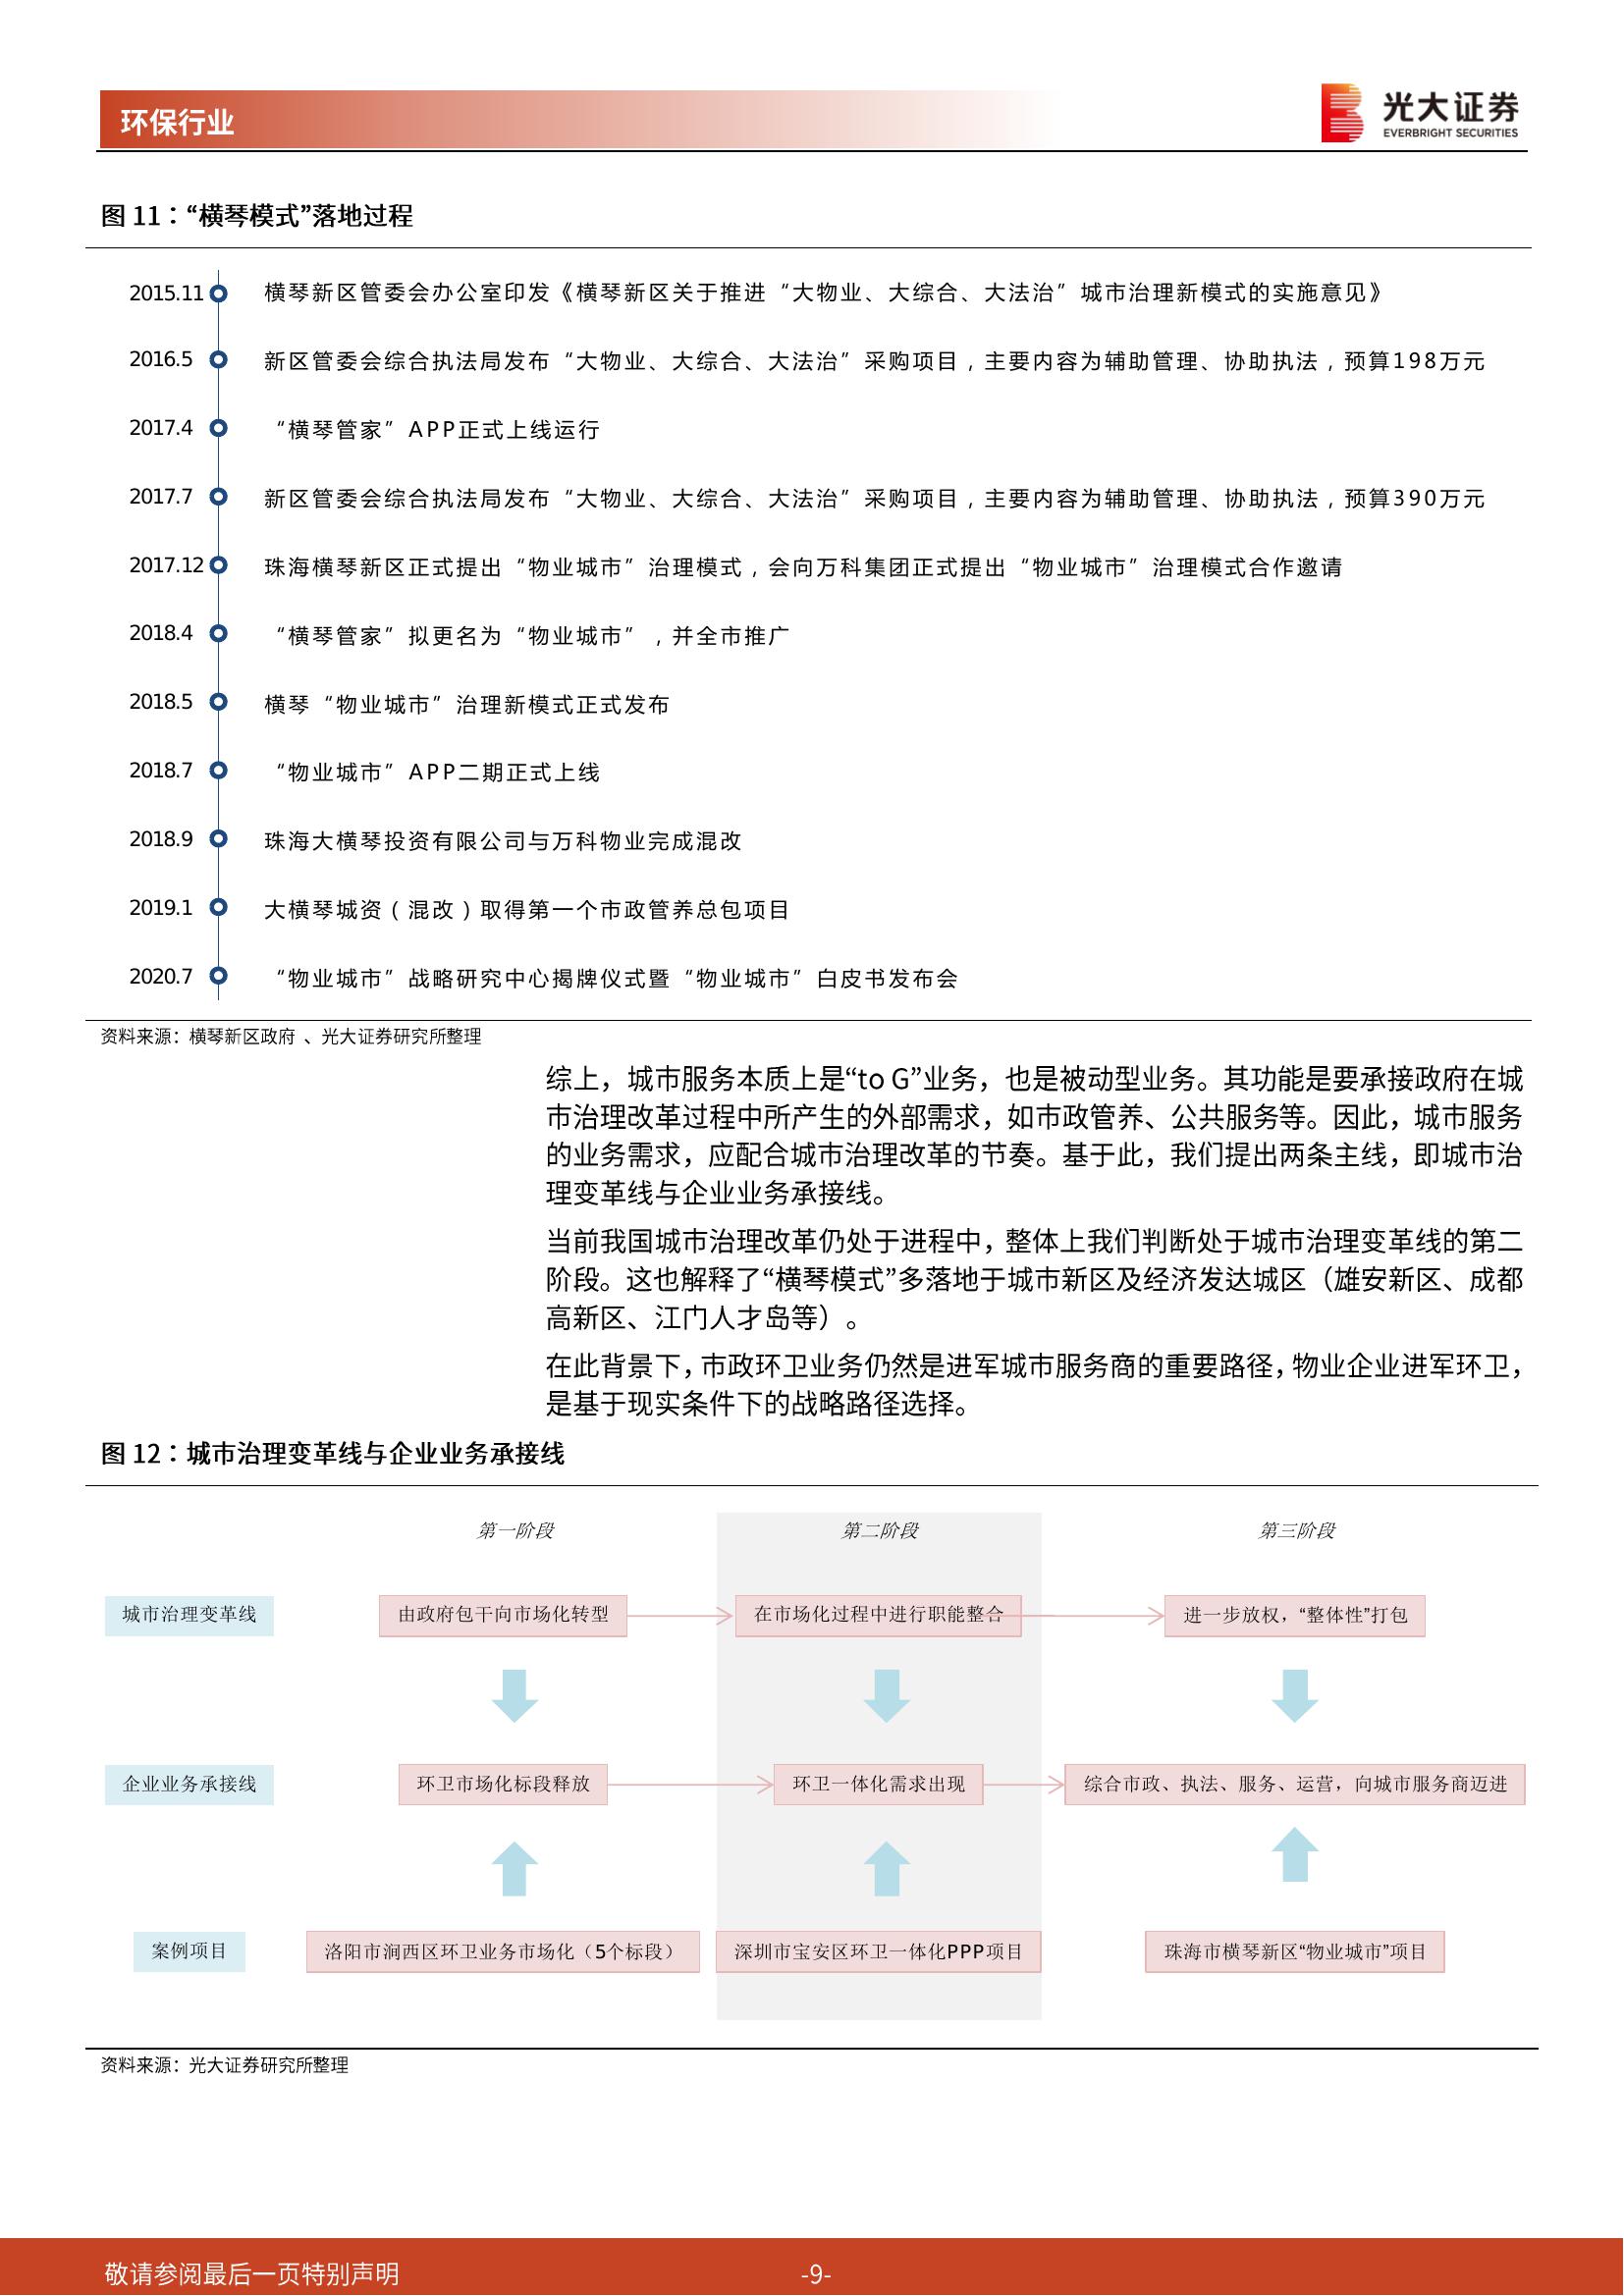 环保行业
光大证券
EVERBRIGHT SECURITIES
图 11：“横琴模式”落地过程
2015.11 横琴新区管委会办公室印发《横琴新区关于推进“大物业、大综合、大法治”城市治理新模式的实施意见》
2016.5 新区管委会综合执法局发布“大物业、大综合、大法治”采购项目，主要内容为辅助管理、协助执法，预算198万元
2017.4 “横琴管家”APP正式上线运行
2017.7 新区管委会综合执法局发布“大物业、大综合、大法治”采购项目，主要内容为辅助管理、协助执法，预算390万元
2017.12 珠海横琴新区正式提出“物业城市”治理模式，会向万科集团正式提出“物业城市”治理模式合作邀请
2018.4 “横琴管家”拟更名为“物业城市”，并全市推广
2018.5 横琴“物业城市”治理新模式正式发布
2018.7 “物业城市”APP二期正式上线
2018.9 珠海大横琴投资有限公司与万科物业完成混改
2019.1 大横琴城资（混改）取得第一个市政管养总包项目
2020.7 “物业城市”战略研究中心揭牌仪式暨“物业城市”白皮书发布会
资料来源：横琴新区政府 、光大证券研究所整理
综上，城市服务本质上是“to G”业务，也是被动型业务。其功能是要承接政府在城
市治理改革过程中所产生的外部需求，如市政管养、公共服务等。因此，城市服务
的业务需求，应配合城市治理改革的节奏。基于此，我们提出两条主线，即城市治
理变革线与企业业务承接线。
当前我国城市治理改革仍处于进程中，整体上我们判断处于城市治理变革线的第二
阶段。这也解释了“横琴模式”多落地于城市新区及经济发达城区（雄安新区、成都
高新区、江门人才岛等）。
在此背景下，市政环卫业务仍然是进军城市服务商的重要路径，物业企业进军环卫，
是基于现实条件下的战略路径选择。
图 12：城市治理变革线与企业业务承接线
第一阶段 第二阶段 第三阶段
城市治理变革线 由政府包干向市场化转型 在市场化过程中进行职能整合 进一步放权，“整体性”打包
企业业务承接线 环卫市场化标段释放 环卫一体化需求出现 综合市政、执法、服务、运营，向城市服务商迈进
案例项目 洛阳市涧西区环卫业务市场化（5个标段） 深圳市宝安区环卫一体化PPP项目 珠海市横琴新区“物业城市”项目
资料来源：光大证券研究所整理
敬请参阅最后一页特别声明 -9-